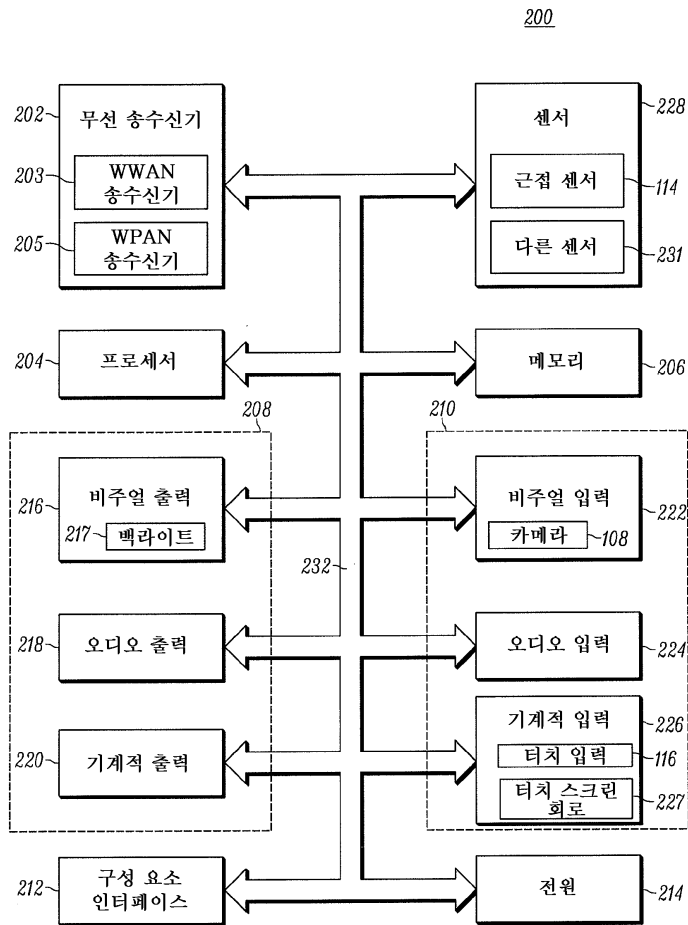 200
202
무선 송수신기
203
WWAN
송수신기
205
WPAN
송수신기
센서
228
근접 센서
114
다른 센서
231
204
프로세서
메모리
206
208
210
216
비주얼 출력
217
백라이트
비주얼 입력
222
카메라
108
232
218
오디오 출력
오디오 입력
224
220
기계적 출력
기계적 입력
226
터치 입력
116
터치 스크린
회로
227
212
구성 요소
인터페이스
전원
214